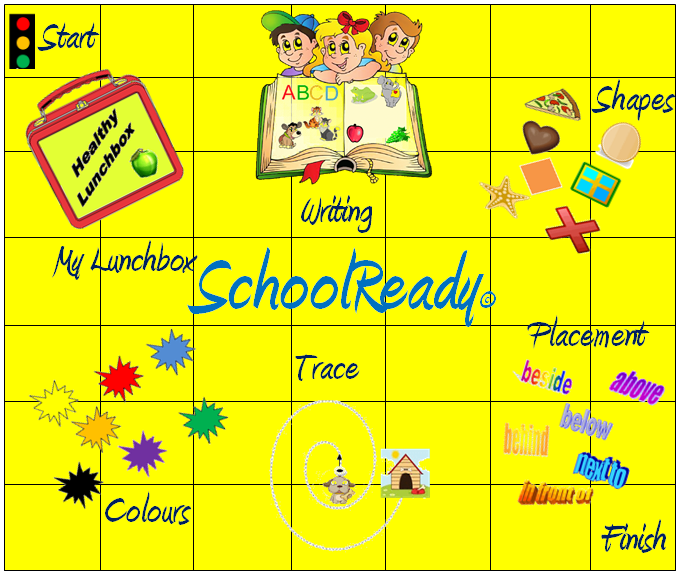 Start
ABCD
Healthy
Lunchbox
Shapes
Writing
My Lunchbox
SchoolReady©
Placement
Trace
beside
above
below
behind
next to
in front of
Colours
Finish